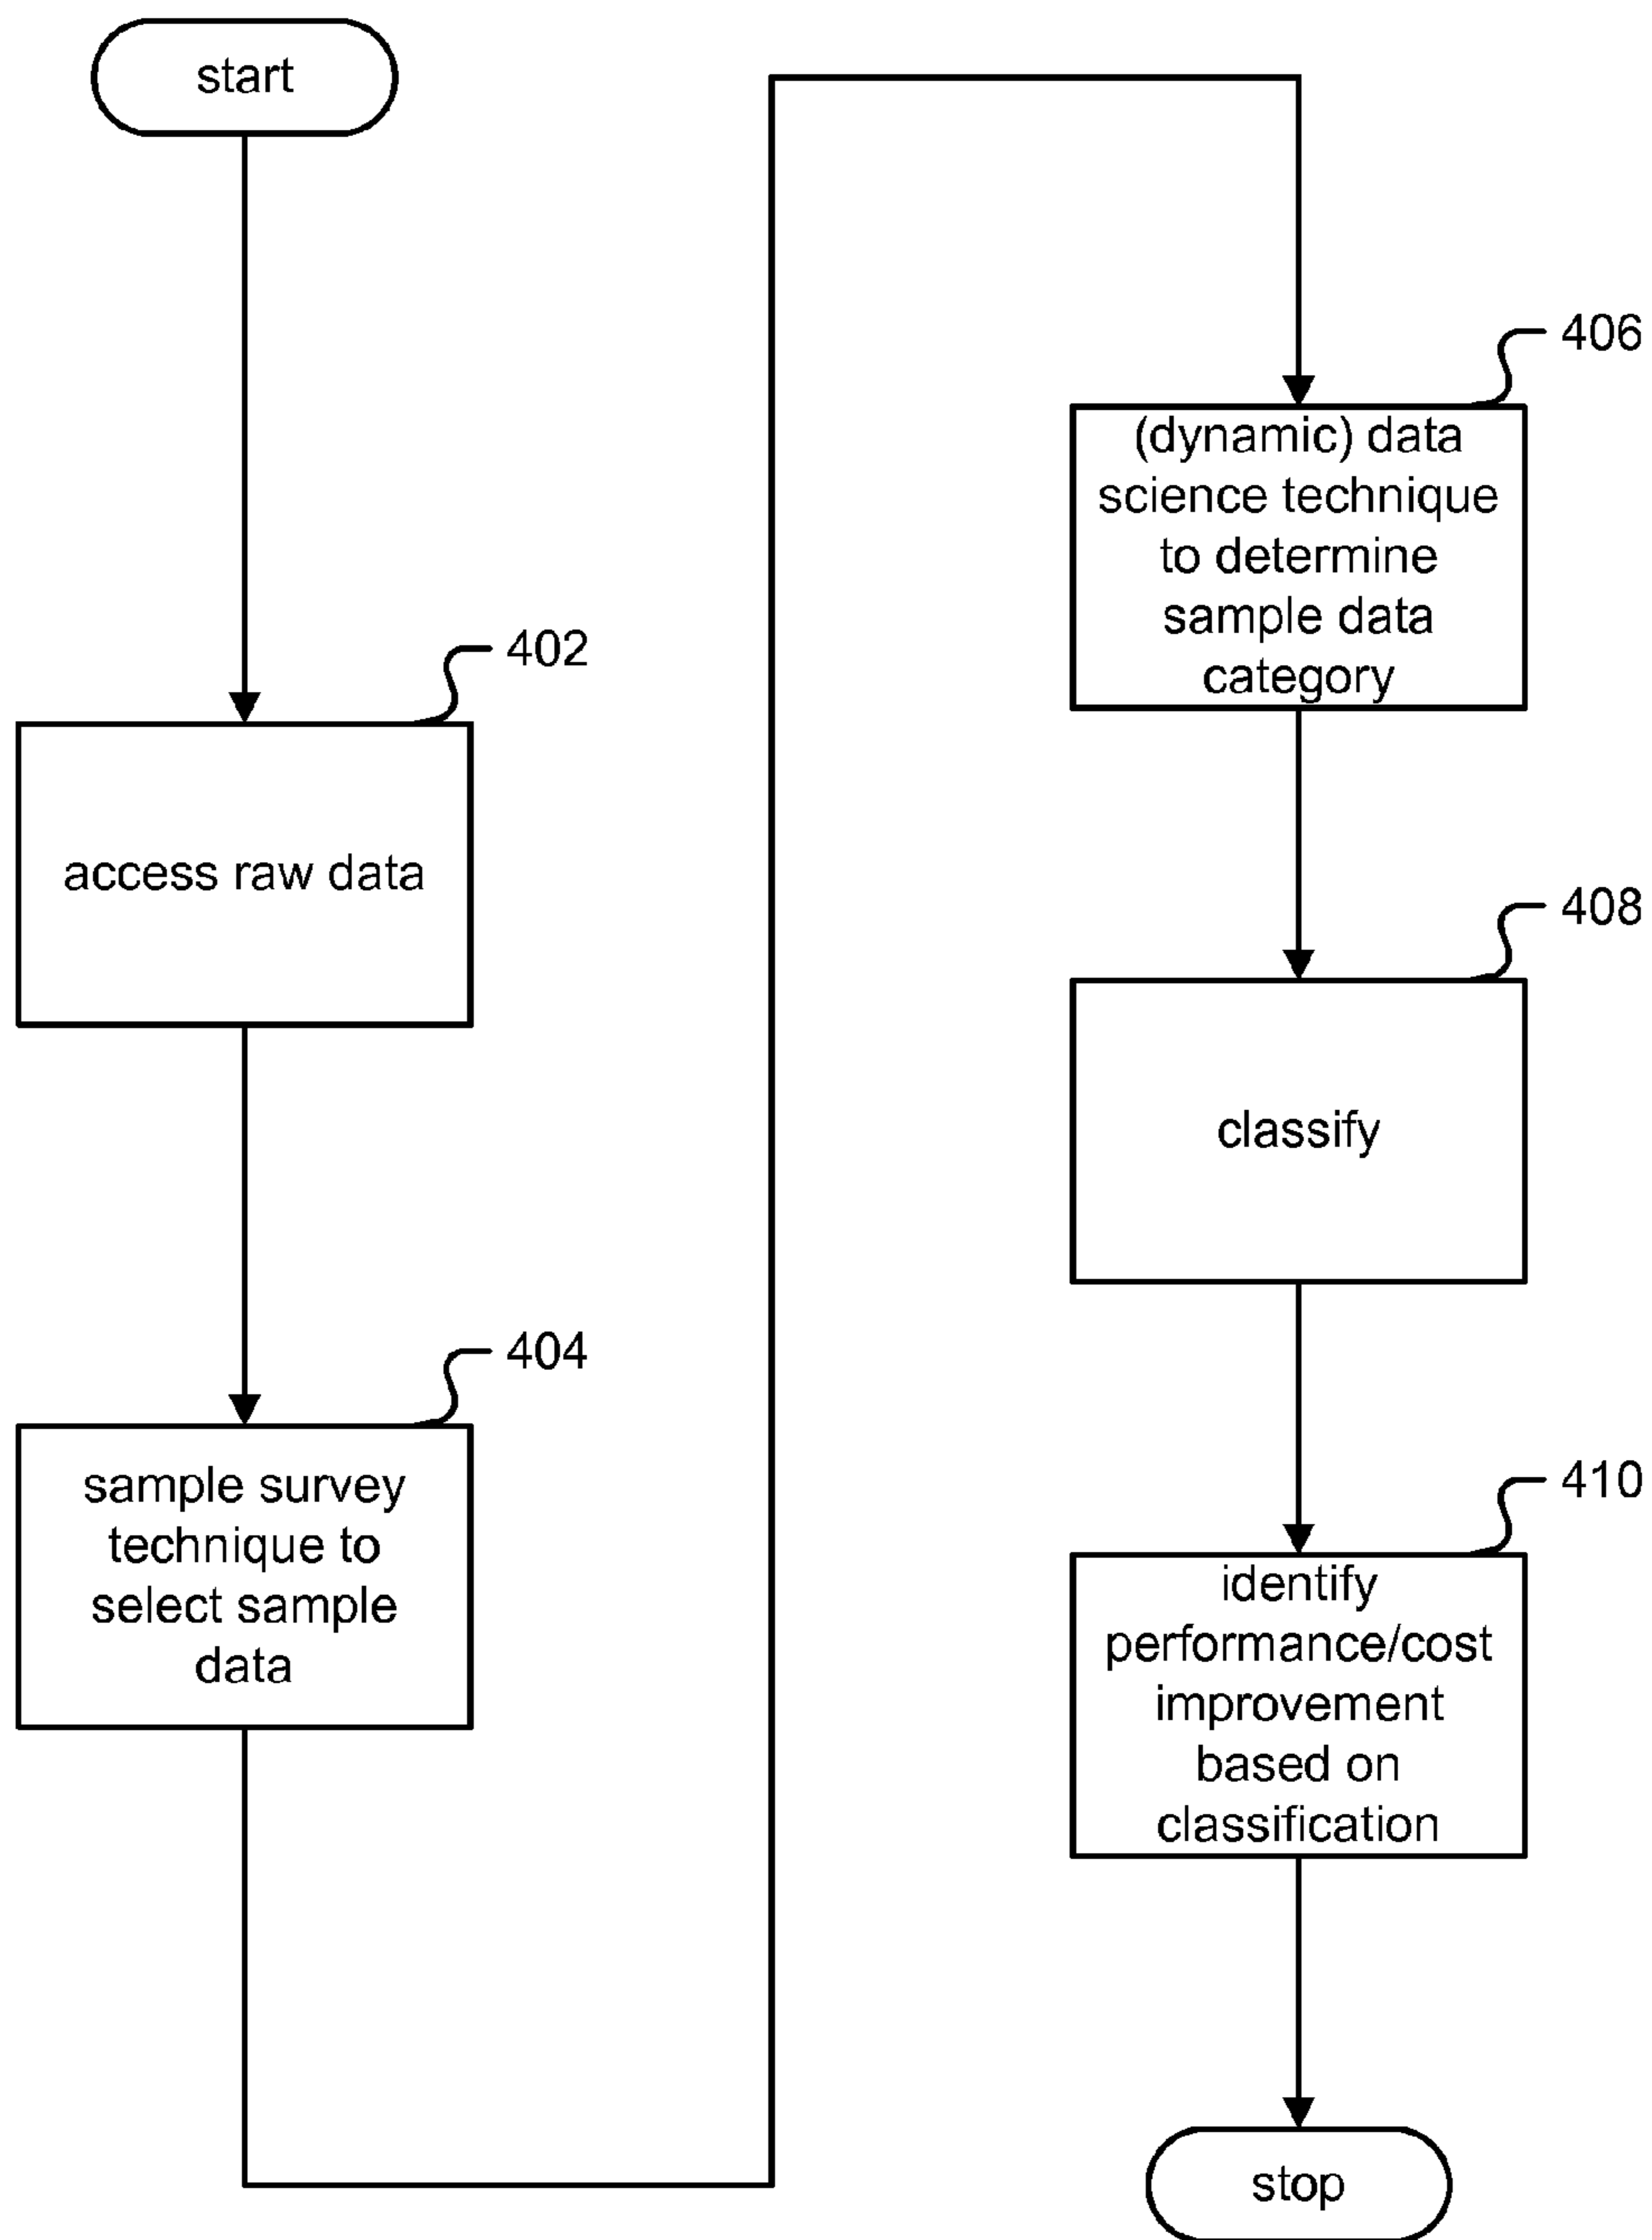 start
402
access raw data
404
sample survey
technique to
select sample
data
406
(dynamic) data
science technique
to determine
sample data
category
408
classify
410
identify
performance/cost
improvement
based on
classification
stop